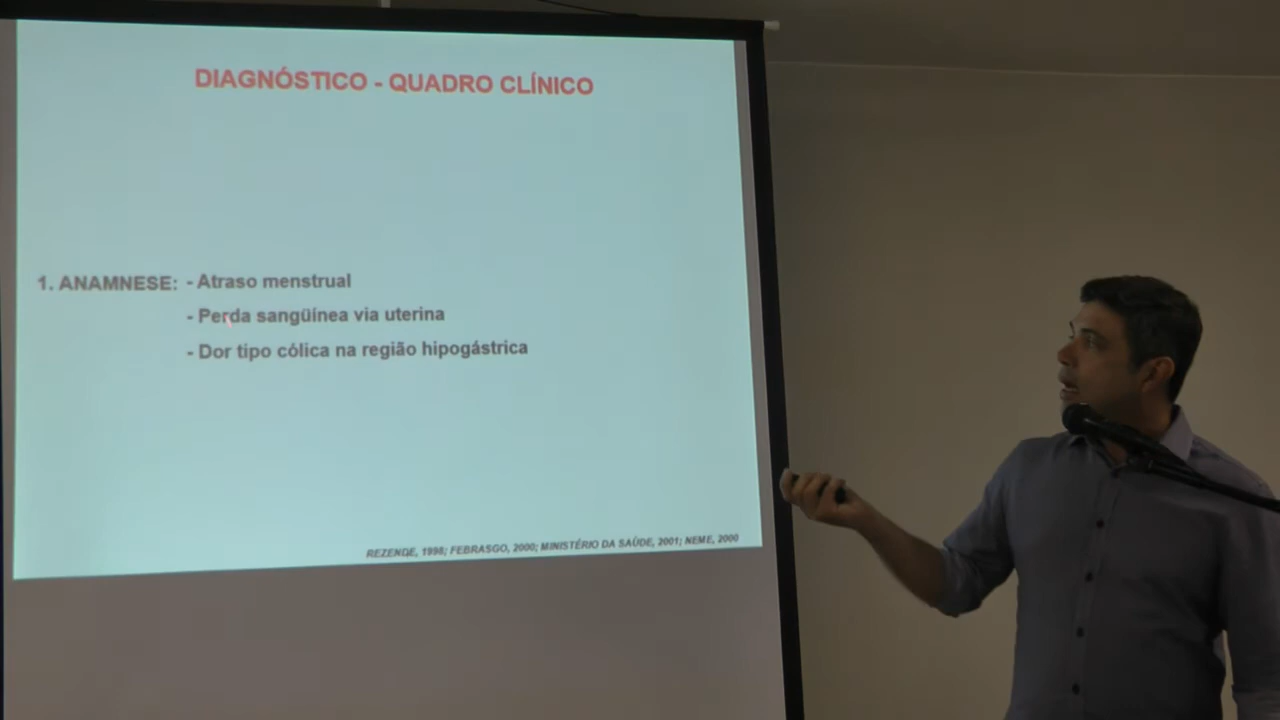 DIAGNÓSTICO - QUADRO CLÍNICO
1. ANAMNESE: - Atraso menstrual
- Perda sangüínea via uterina
- Dor tipo cólica na região hipogástrica
REZENDE, 1998; FEBRASGO, 2000; MINISTÉRIO DA SAÚDE, 2001; NEME, 2000